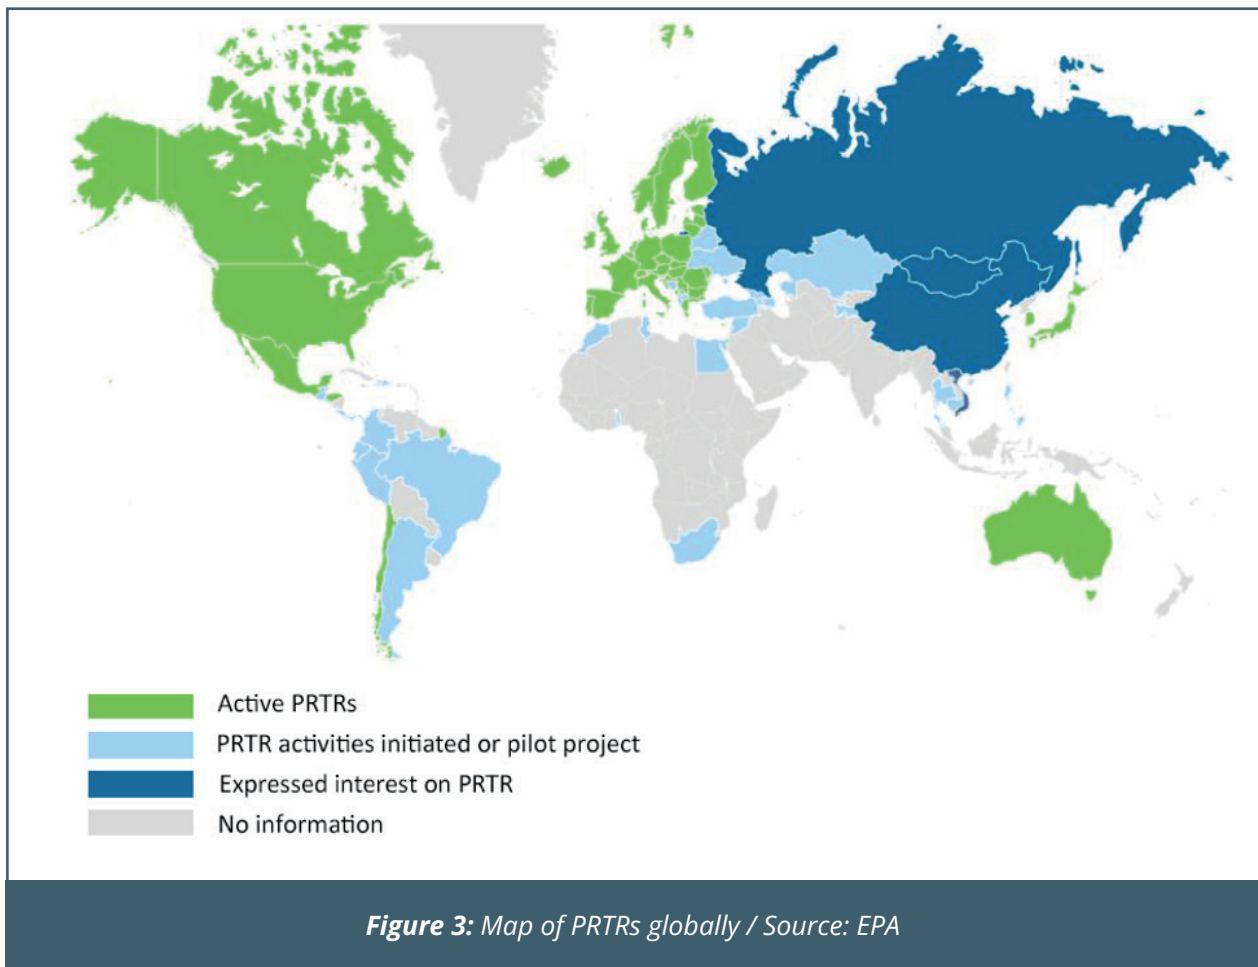 Active PRTRs
PRTR activities initiated or pilot project
Expressed interest on PRTR
No information
Figure 3: Map of PRTRs globally / Source: EPA